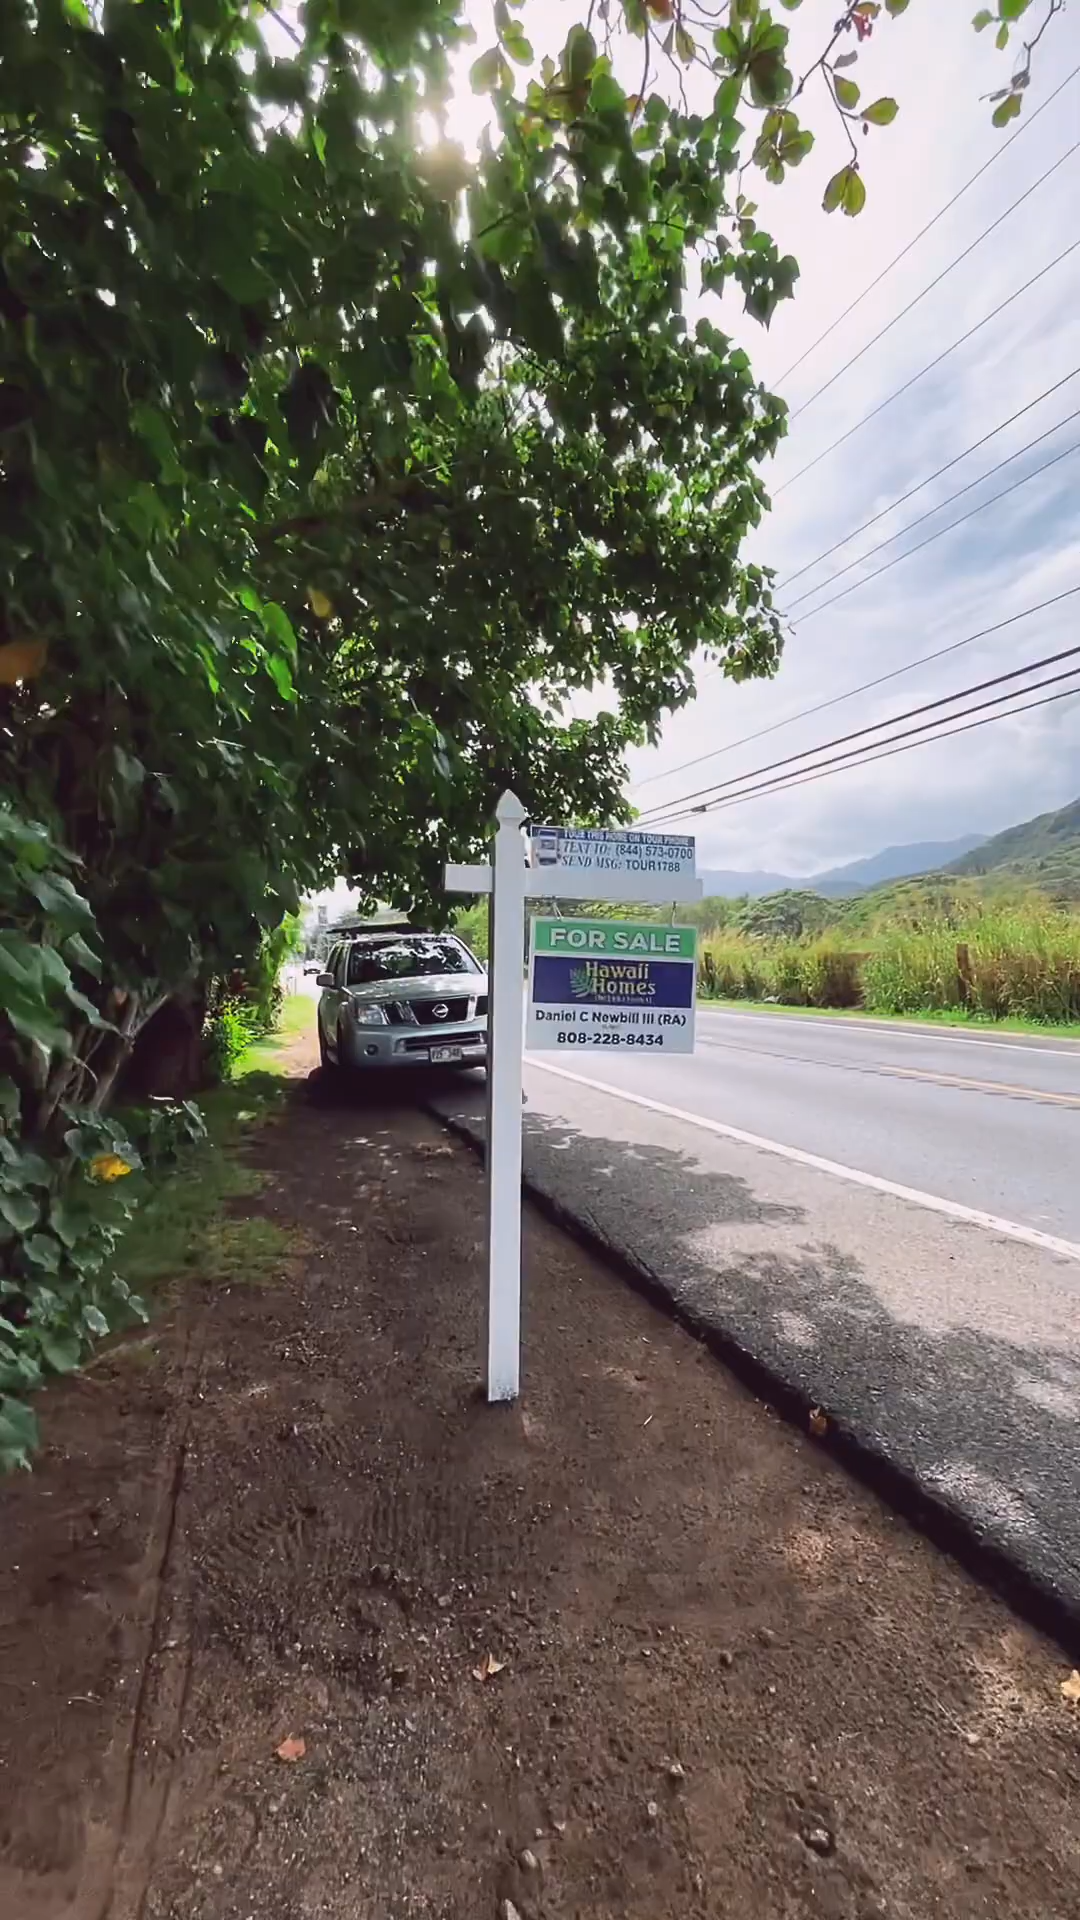 TOUR THIS HOME ON YOUR PHONE
TEXT TO: (844) 573-0700
SEND MSG: TOUR1788
FOR SALE
Hawaii
Homes
Daniel C Newbill III (RA)
808-228-8434